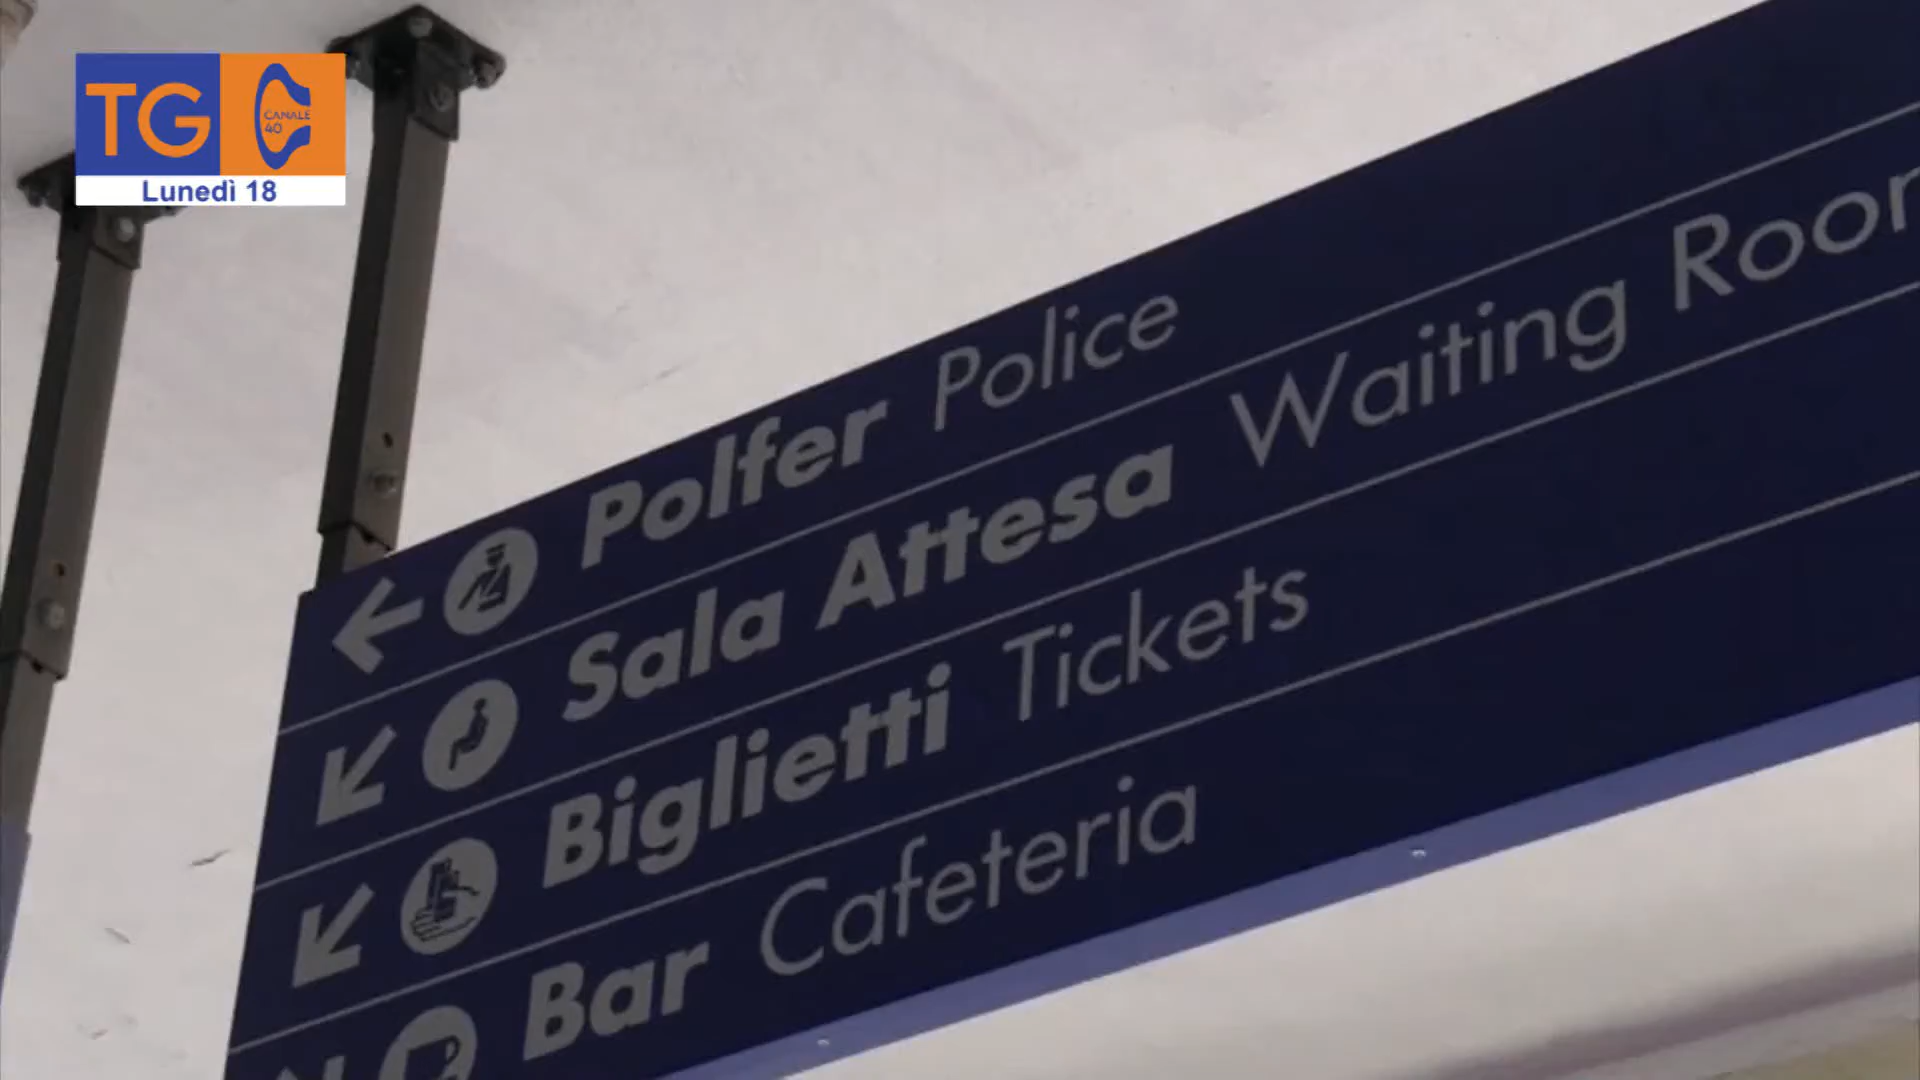 TG
CANALE
40
Lunedì 18
Polfer Police
Sala Attesa Waiting Roo
Biglietti Tickets
Bar Cafeteria